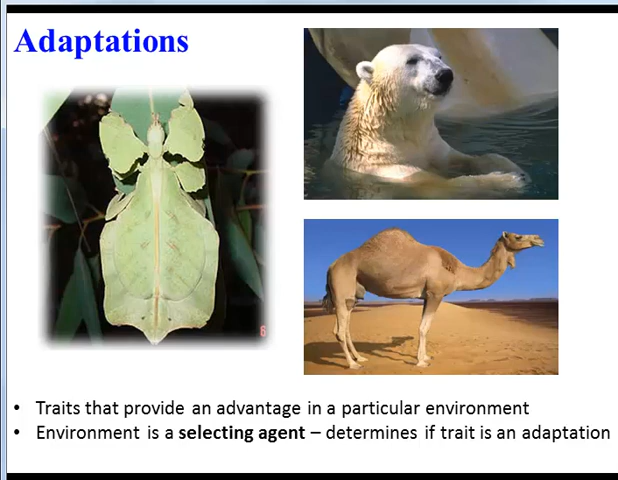 Adaptations
6
• Traits that provide an advantage in a particular environment
• Environment is a selecting agent – determines if trait is an adaptation